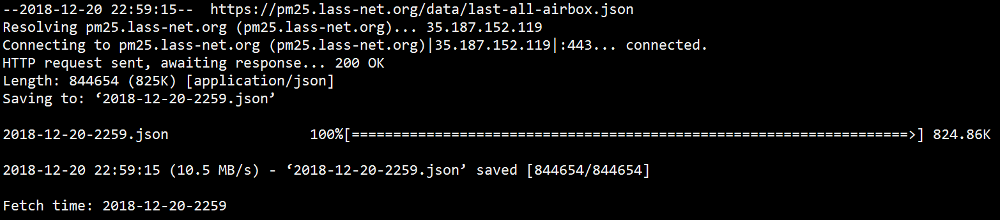 --2018-12-20 22:59:15--  https://pm25.lass-net.org/data/last-all-airbox.json
Resolving pm25.lass-net.org (pm25.lass-net.org)... 35.187.152.119
Connecting to pm25.lass-net.org (pm25.lass-net.org)|35.187.152.119|:443... connected.
HTTP request sent, awaiting response... 200 OK
Length: 844654 (825K) [application/json]
Saving to: ‘2018-12-20-2259.json’
2018-12-20-2259.json                 100%[===================================================================>] 824.86K
2018-12-20 22:59:15 (10.5 MB/s) - ‘2018-12-20-2259.json’ saved [844654/844654]
Fetch time: 2018-12-20-2259